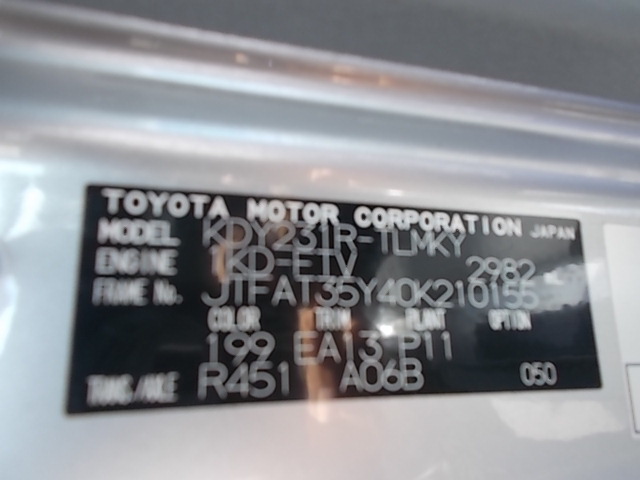 TOYOTA MOTOR CORPORATION JAPAN
MODEL KDY231R-TLMKY
ENGINE 1KD-FTV 2982
FRAME No. JTFAT35Y40K210155
COLOR TRIM PLANT OPTION
199 EA13 P11
TRANS/AXLE R451 A06B 050